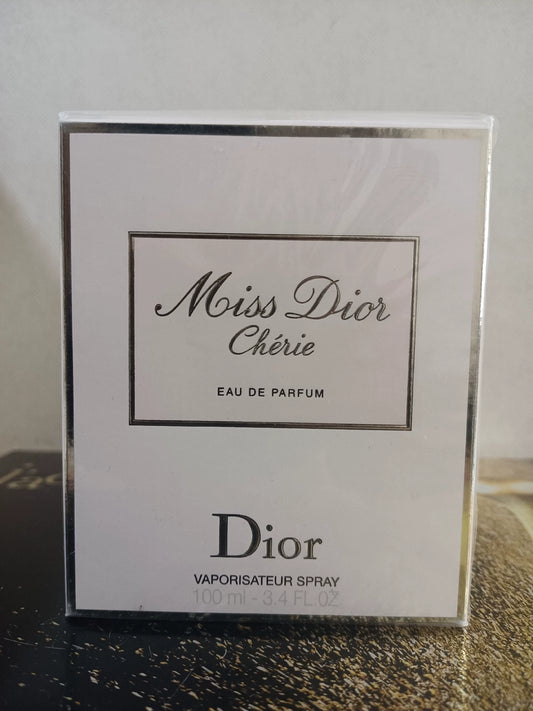 Miss Dior
Chérie
EAU DE PARFUM
Dior
VAPORISATEUR SPRAY
100 ml - 3.4 FL.OZ